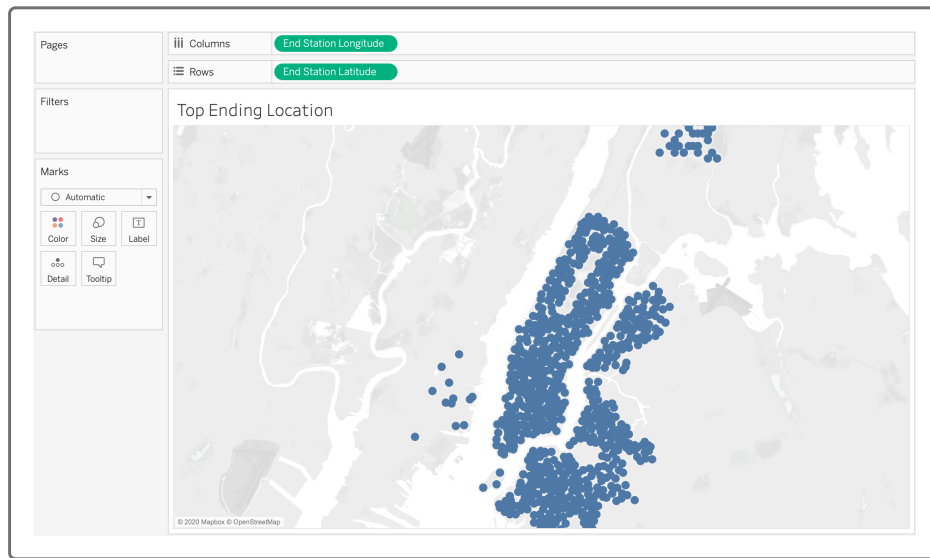 Pages
Columns
End Station Longitude
Rows
End Station Latitude
Filters
Top Ending Location
Marks
Automatic
Color
Size
T
Label
Detail
Tooltip
© 2020 Mapbox © OpenStreetMap